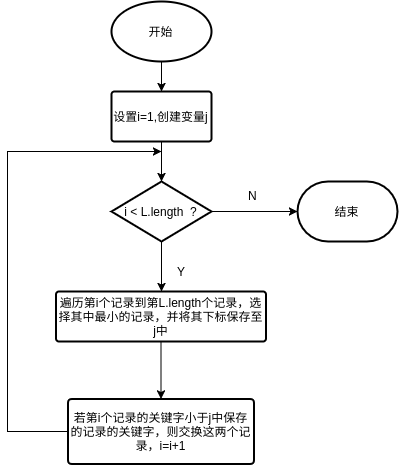 开始
设置i=1,创建变量j
i < L.length ?
N
结束
Y
遍历第i个记录到第L.length个记录，选
择其中最小的记录，并将其下标保存至
j中
若第i个记录的关键字小于j中保存
的记录的关键字，则交换这两个记
录，i=i+1